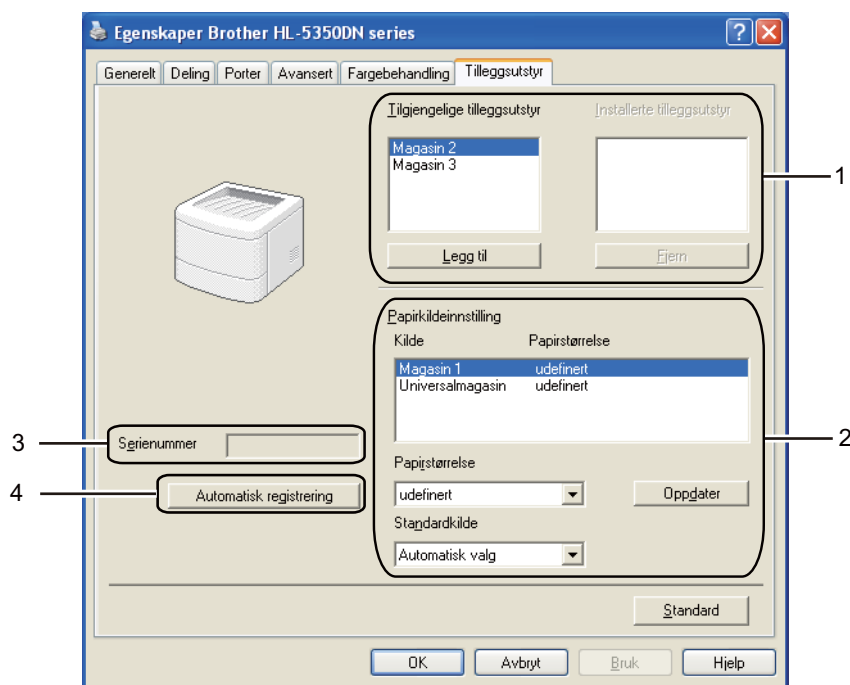 Egenskaper Brother HL-5350DN series
Generelt Deling Porter Avansert Fargebehandling Tilleggsutstyr
Tilgjengelige tilleggsutstyr Installerte tilleggsutstyr
Magasin 2
Magasin 3
1
Legg til Fjern
Papirkildeinnstilling
Kilde Papirstørrelse
Magasin 1 udefinert
Universalmagasin udefinert
2
3 Serienummer
Papirstørrelse
4 Automatisk registrering
udefinert Oppdater
Standardkilde
Automatisk valg
Standard
OK Avbryt Bruk Hjelp